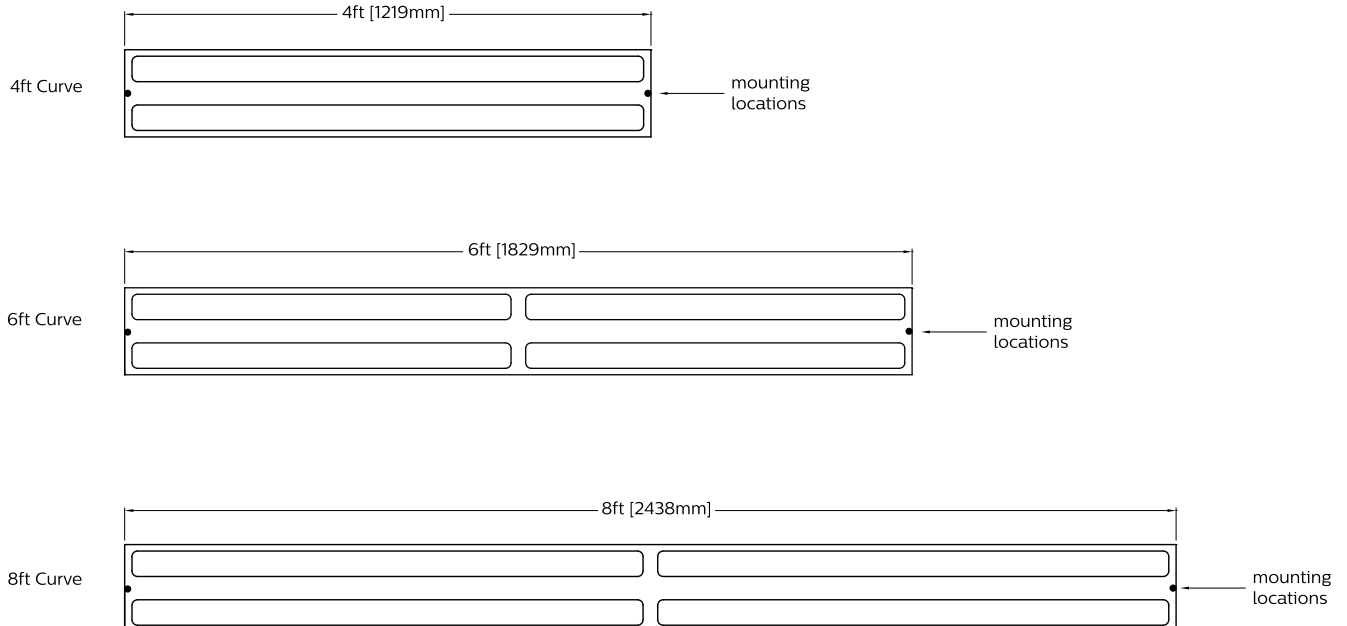 4ft [1219mm]
4ft Curve
mounting
locations
6ft [1829mm]
6ft Curve
mounting
locations
8ft [2438mm]
8ft Curve
mounting
locations